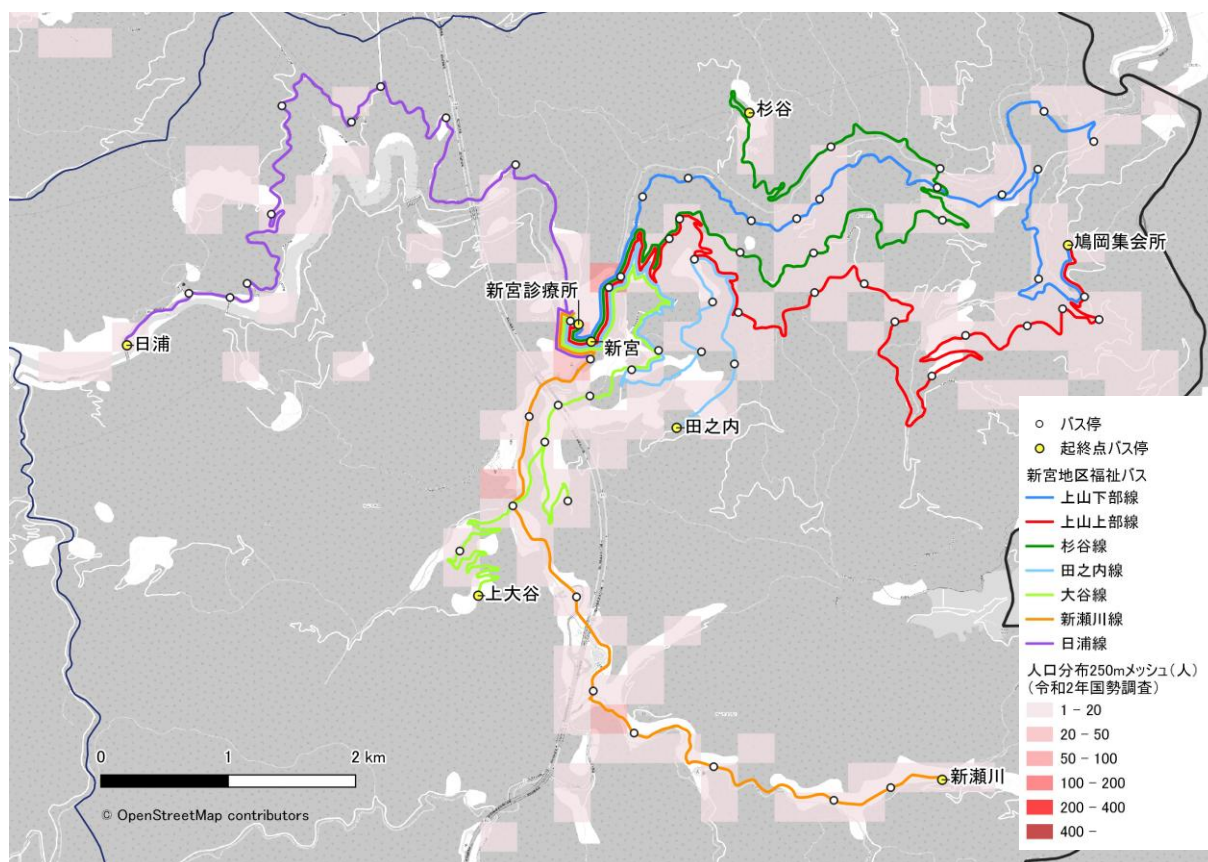 杉谷
鳩岡集会所
新宮診療所
新宮
日浦
田之内
上大谷
新瀬川
バス停
起終点バス停
新宮地区福祉バス
上山下部線
上山上部線
杉谷線
田之内線
大谷線
新瀬川線
日浦線
人口分布250mメッシュ(人)
(令和2年国勢調査)
1 - 20
20 - 50
50 - 100
100 - 200
200 - 400
400 -
0 1 2 km
© OpenStreetMap contributors